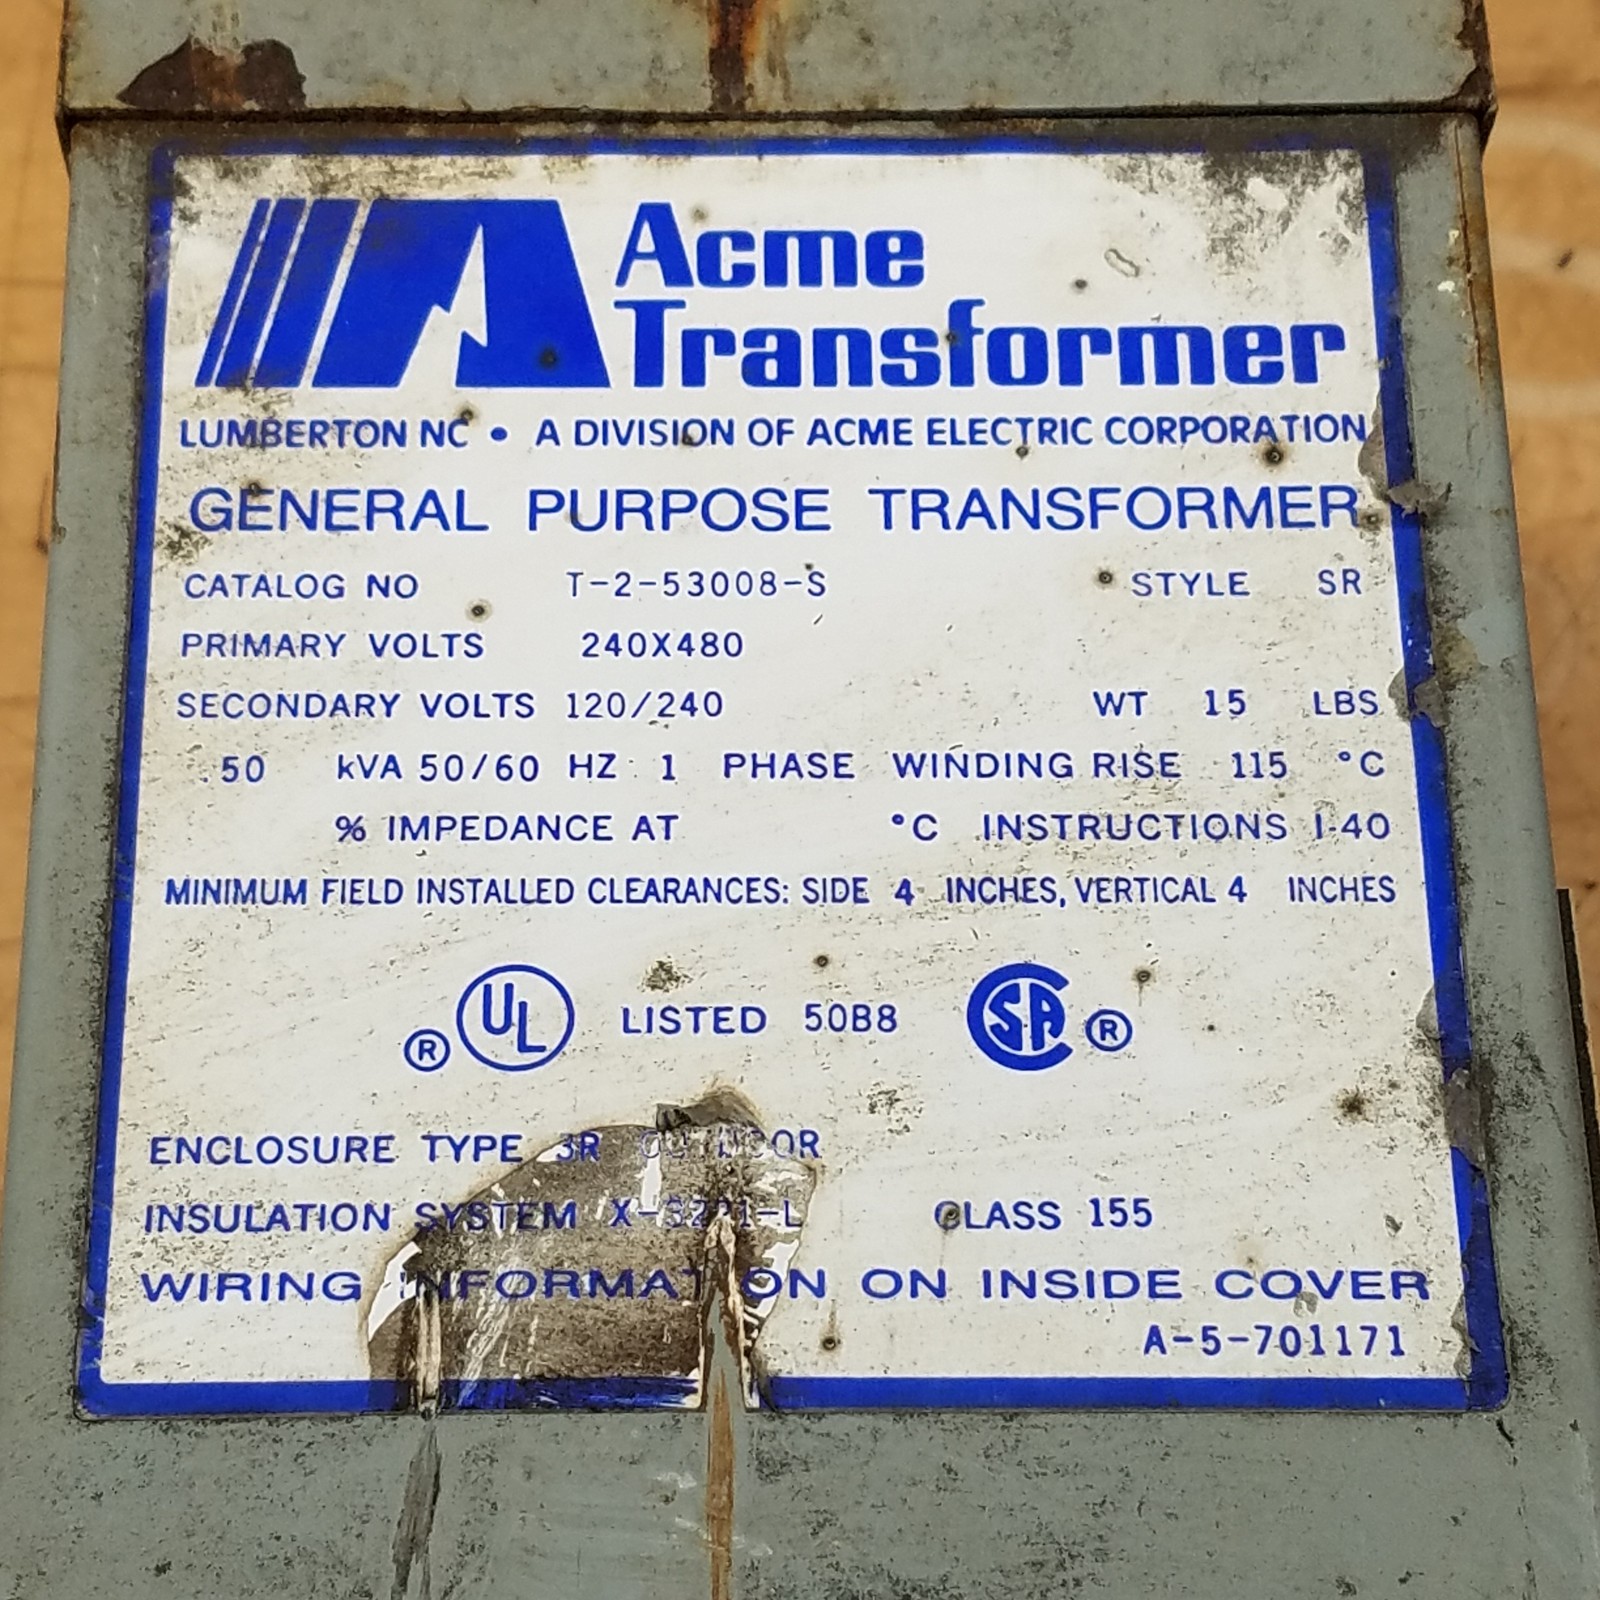 Acme
Transformer
LUMBERTON NC • A DIVISION OF ACME ELECTRIC CORPORATION
GENERAL PURPOSE TRANSFORMER
CATALOG NO T-2-53008-S STYLE SR
PRIMARY VOLTS 240X480
SECONDARY VOLTS 120/240 WT 15 LBS
.50 kVA 50/60 HZ 1 PHASE WINDING RISE 115 °C
% IMPEDANCE AT °C INSTRUCTIONS I-40
MINIMUM FIELD INSTALLED CLEARANCES: SIDE 4 INCHES, VERTICAL 4 INCHES
® UL LISTED 50B8 SA ®
ENCLOSURE TYPE 3R OUTDOOR
INSULATION SYSTEM CLASS 155
WIRING INFORMATION ON INSIDE COVER
A-5-701171